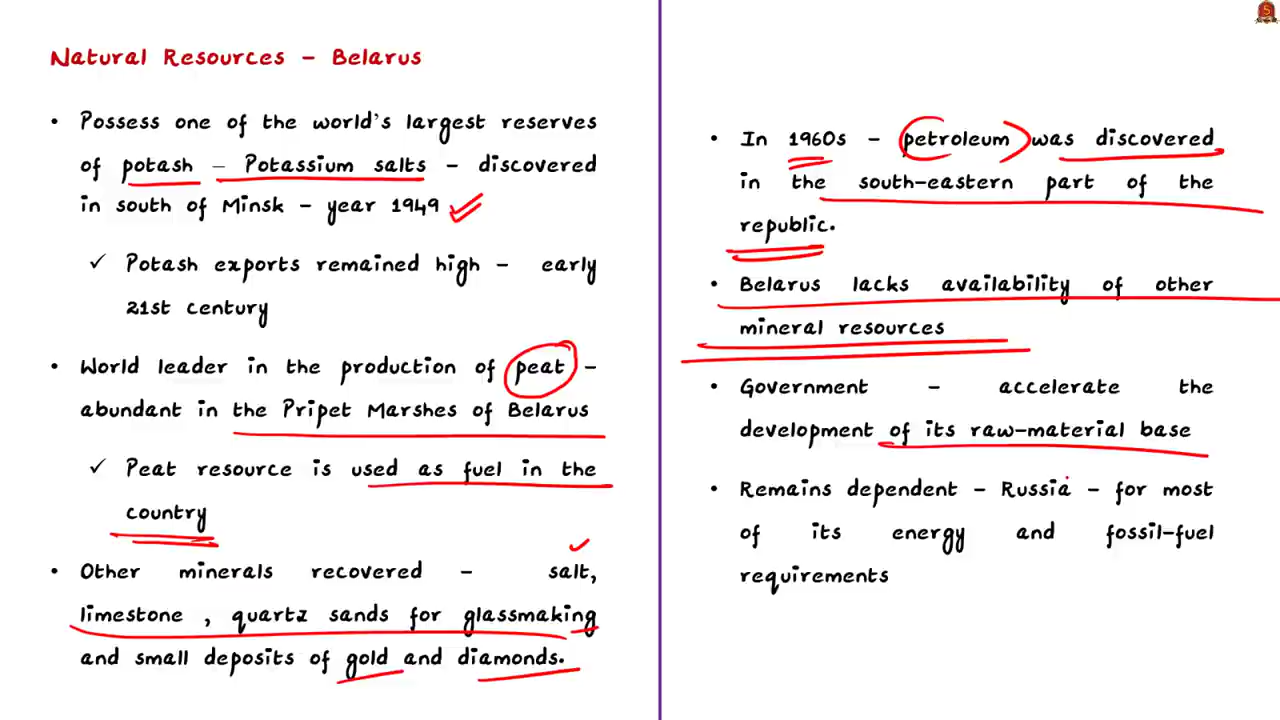 Natural Resources – Belarus
• Possess one of the world's largest reserves
of potash – Potassium salts – discovered
in south of Minsk – year 1949
✓ Potash exports remained high – early
21st century
• World leader in the production of peat –
abundant in the Pripet Marshes of Belarus
✓ Peat resource is used as fuel in the
country
• Other minerals recovered – salt,
limestone , quartz sands for glassmaking
and small deposits of gold and diamonds.
• In 1960s – petroleum was discovered
in the south-eastern part of the
republic.
• Belarus lacks availability of other
mineral resources
• Government – accelerate the
development of its raw-material base
• Remains dependent – Russia – for most
of its energy and fossil-fuel
requirements